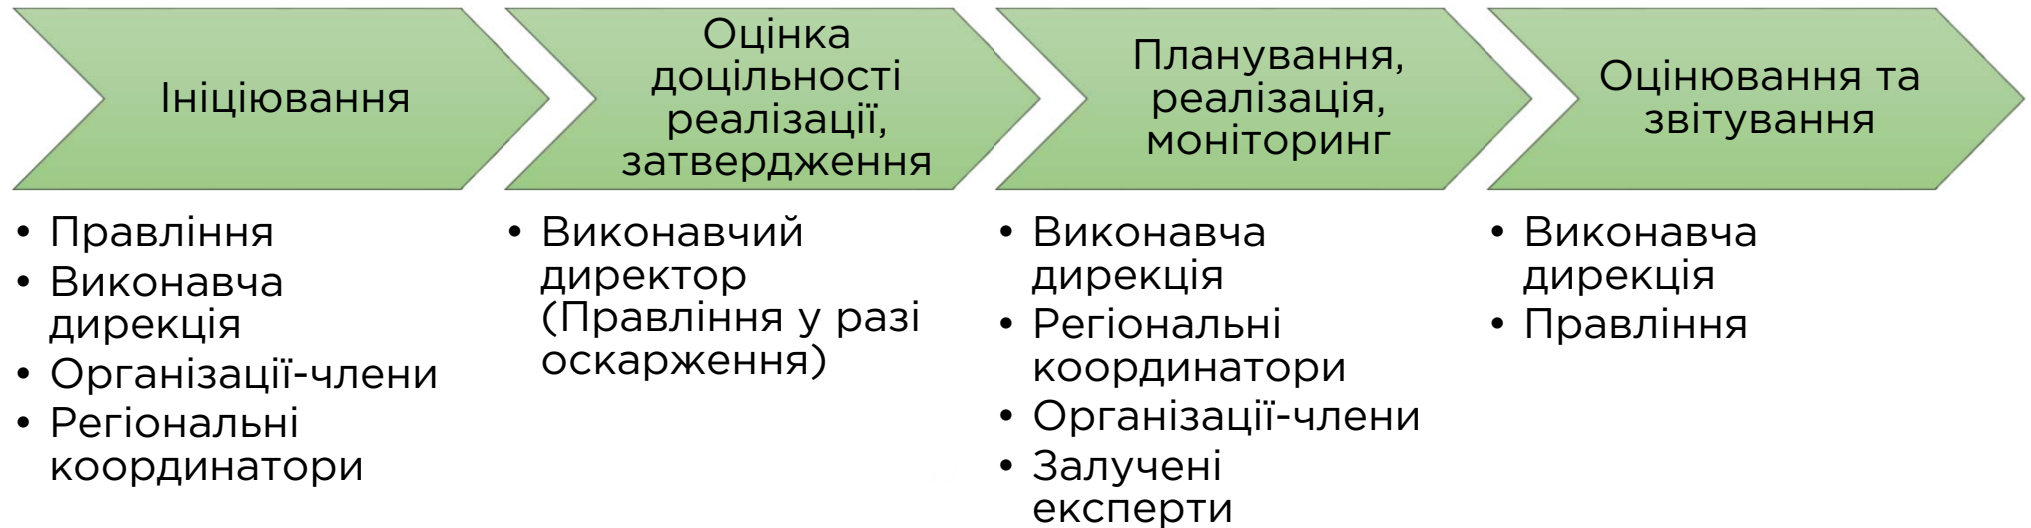 Ініціювання
Оцінка
доцільності
реалізації,
затвердження
Планування,
реалізація,
моніторинг
Оцінювання та
звітування
• Правління
• Виконавча
дирекція
• Організації-члени
• Регіональні
координатори
• Виконавчий
директор
(Правління у разі
оскарження)
• Виконавча
дирекція
• Регіональні
координатори
• Організації-члени
• Залучені
експерти
• Виконавча
дирекція
• Правління